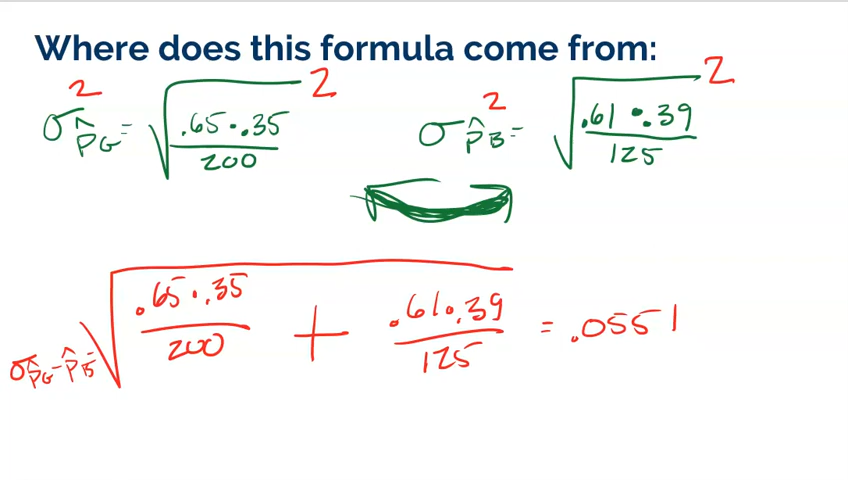 Where does this formula come from:
σ²p̂G = √(.65 · .35 / 200)² σ²p̂B = √(.61 · .39 / 125)²
σp̂G-p̂B = √(.65 · .35 / 200 + .61 · .39 / 125) = .0551